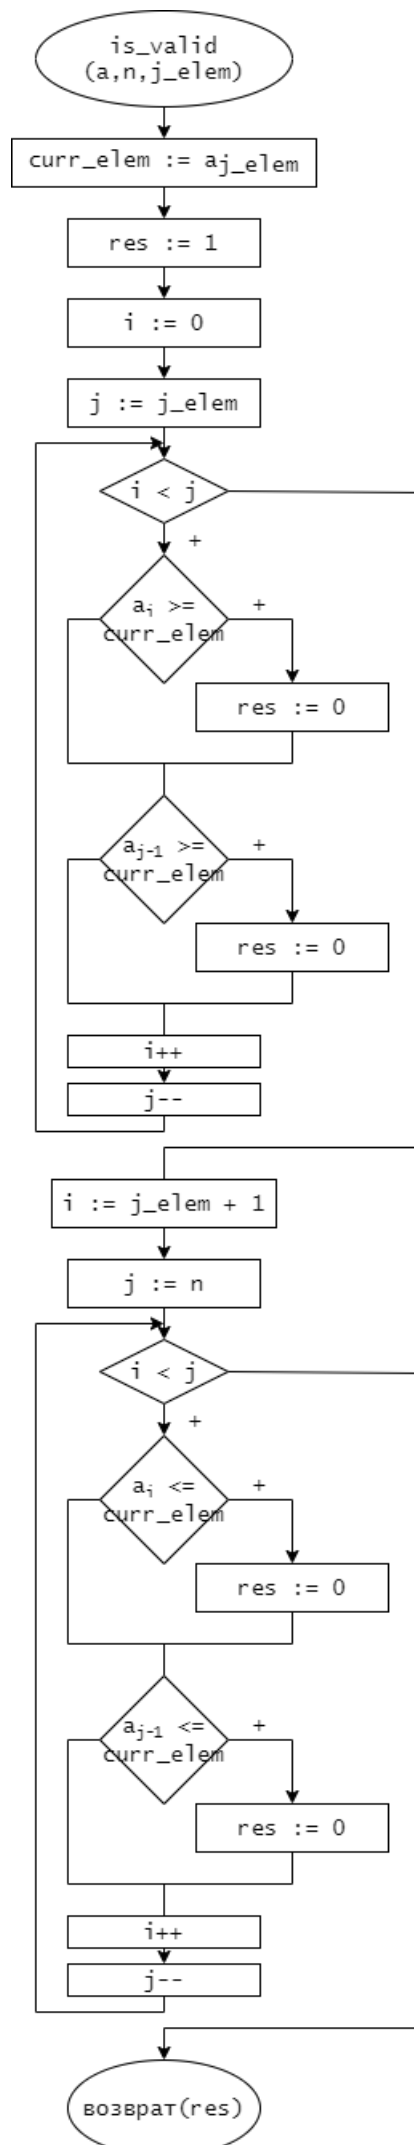 is_valid
(a,n,j_elem)
curr_elem := aj_elem
res := 1
i := 0
j := j_elem
i < j
+
ai >=
curr_elem
+
res := 0
aj-1 >=
curr_elem
+
res := 0
i++
j--
i := j_elem + 1
j := n
i < j
+
ai <=
curr_elem
+
res := 0
aj-1 <=
curr_elem
+
res := 0
i++
j--
возврат(res)